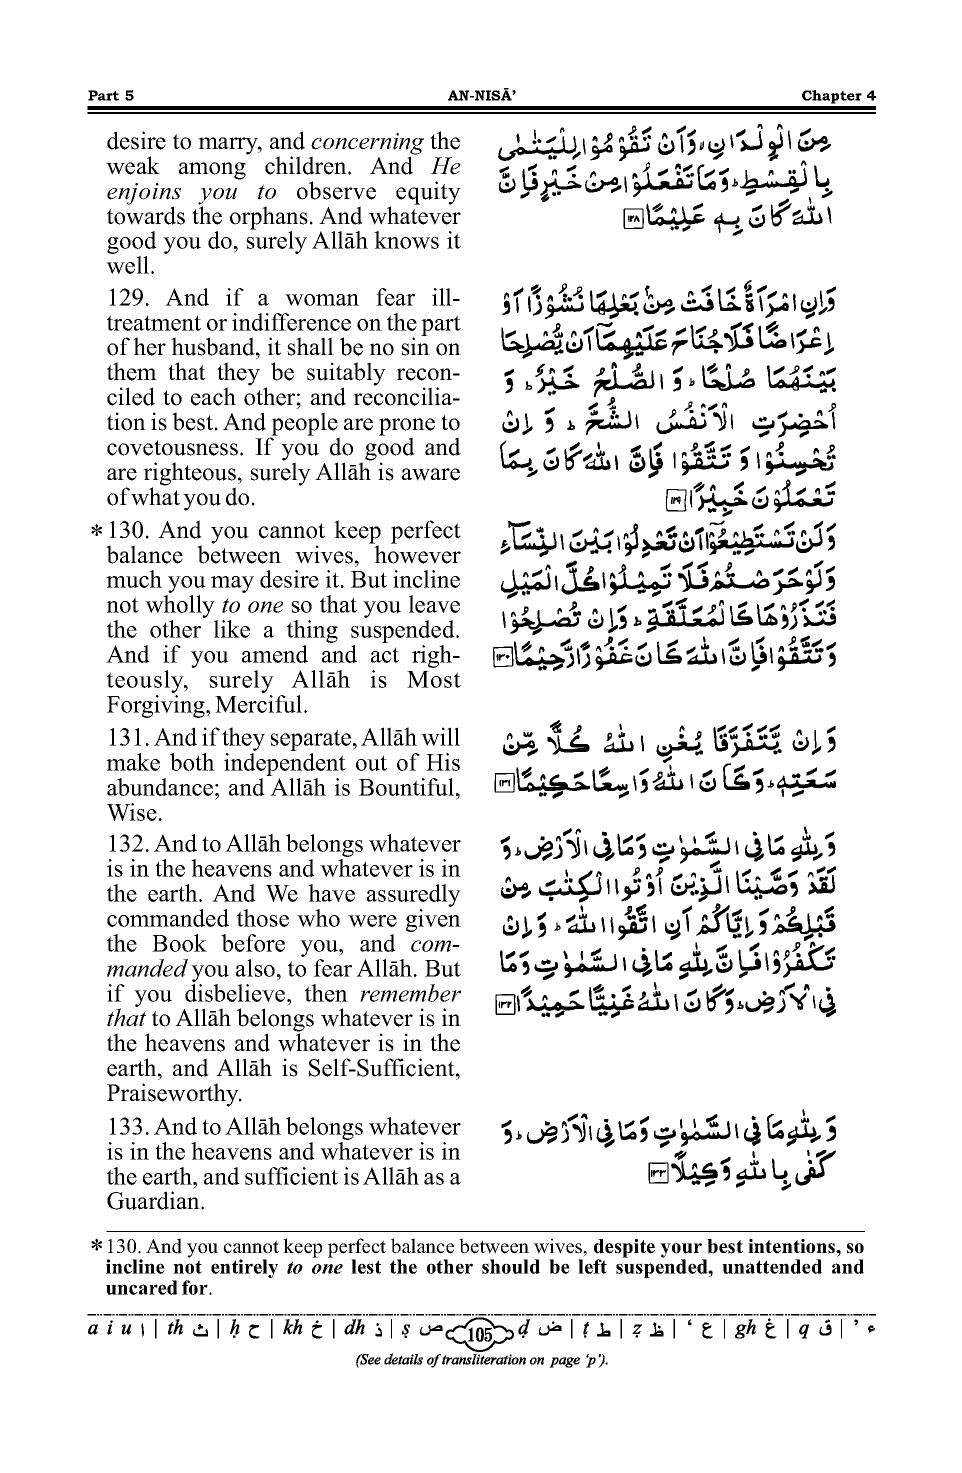 Part 5 AN-NISĀ’ Chapter 4
desire to marry, and concerning the
weak among children. And He
enjoins you to observe equity
towards the orphans. And whatever
good you do, surely Allāh knows it
well.
129. And if a woman fear ill-
treatment or indifference on the part
of her husband, it shall be no sin on
them that they be suitably recon-
ciled to each other; and reconcilia-
tion is best. And people are prone to
covetousness. If you do good and
are righteous, surely Allāh is aware
of what you do.
*130. And you cannot keep perfect
balance between wives, however
much you may desire it. But incline
not wholly to one so that you leave
the other like a thing suspended.
And if you amend and act righ-
teously, surely Allāh is Most
Forgiving, Merciful.
131. And if they separate, Allāh will
make both independent out of His
abundance; and Allāh is Bountiful,
Wise.
132. And to Allāh belongs whatever
is in the heavens and whatever is in
the earth. And We have assuredly
commanded those who were given
the Book before you, and com-
manded you also, to fear Allāh. But
if you disbelieve, then remember
that to Allāh belongs whatever is in
the heavens and whatever is in the
earth, and Allāh is Self-Sufficient,
Praiseworthy.
133. And to Allāh belongs whatever
is in the heavens and whatever is in
the earth, and sufficient is Allāh as a
Guardian.
مِنَ الْوِلْدَانِ ۙ وَاَنْ تَقُوْمُوْا لِلْيَتٰمٰى
بِالْقِسْطِ ؕ وَمَا تَفْعَلُوْا مِنْ خَيْرٍ فَاِنَّ
اللّٰهَ كَانَ بِهٖ عَلِيْمًا ۱۲۸
وَاِنِ امْرَاَةٌ خَافَتْ مِنْۢ بَعْلِهَا نُشُوْزًا اَوْ
اِعْرَاضًا فَلَا جُنَاحَ عَلَيْهِمَاۤ اَنْ يُّصْلِحَا
بَيْنَهُمَا صُلْحًا ؕ وَ الصُّلْحُ خَيْرٌ ؕ وَ
اُحْضِرَتِ الْاَنْفُسُ الشُّحَّ ؕ وَ اِنْ
تُحْسِنُوْا وَ تَتَّقُوْا فَاِنَّ اللّٰهَ كَانَ بِمَا
تَعْمَلُوْنَ خَبِيْرًا ۱۲۹
وَلَنْ تَسْتَطِيْعُوْۤا اَنْ تَعْدِلُوْا بَيْنَ النِّسَآءِ
وَلَوْ حَرَصْتُمْ فَلَا تَمِيْلُوْا كُلَّ الْمَيْلِ
فَتَذَرُوْهَا كَالْمُعَلَّقَةِ ؕ وَاِنْ تُصْلِحُوْا
وَتَتَّقُوْا فَاِنَّ اللّٰهَ كَانَ غَفُوْرًا رَّحِيْمًا ۱۳۰
وَاِنْ يَّتَفَرَّقَا يُغْنِ اللّٰهُ كُلًّا مِّنْ
سَعَتِهٖ ؕ وَكَانَ اللّٰهُ وَاسِعًا حَكِيْمًا ۱۳۱
وَلِلّٰهِ مَا فِى السَّمٰوٰتِ وَمَا فِى الْاَرْضِ ؕ وَ
لَقَدْ وَصَّيْنَا الَّذِيْنَ اُوْتُوا الْكِتٰبَ مِنْ
قَبْلِكُمْ وَاِيَّاكُمْ اَنِ اتَّقُوا اللّٰهَ ؕ وَاِنْ
تَكْفُرُوْا فَاِنَّ لِلّٰهِ مَا فِى السَّمٰوٰتِ وَمَا
فِى الْاَرْضِ ؕ وَكَانَ اللّٰهُ غَنِيًّا حَمِيْدًا ۱۳۲
وَلِلّٰهِ مَا فِى السَّمٰوٰتِ وَمَا فِى الْاَرْضِ ؕ وَ
كَفٰى بِاللّٰهِ وَكِيْلًا ۱۳۳
*130. And you cannot keep perfect balance between wives, despite your best intentions, so
incline not entirely to one lest the other should be left suspended, unattended and
uncared for.
a i u ا | th ث | ḥ ح | kh خ | dh ذ | ṣ ص 105 ḍ ض | ṭ ط | ẓ ظ | ‘ ع | gh غ | q ق | ’ ء
(See details of transliteration on page ‘p’).